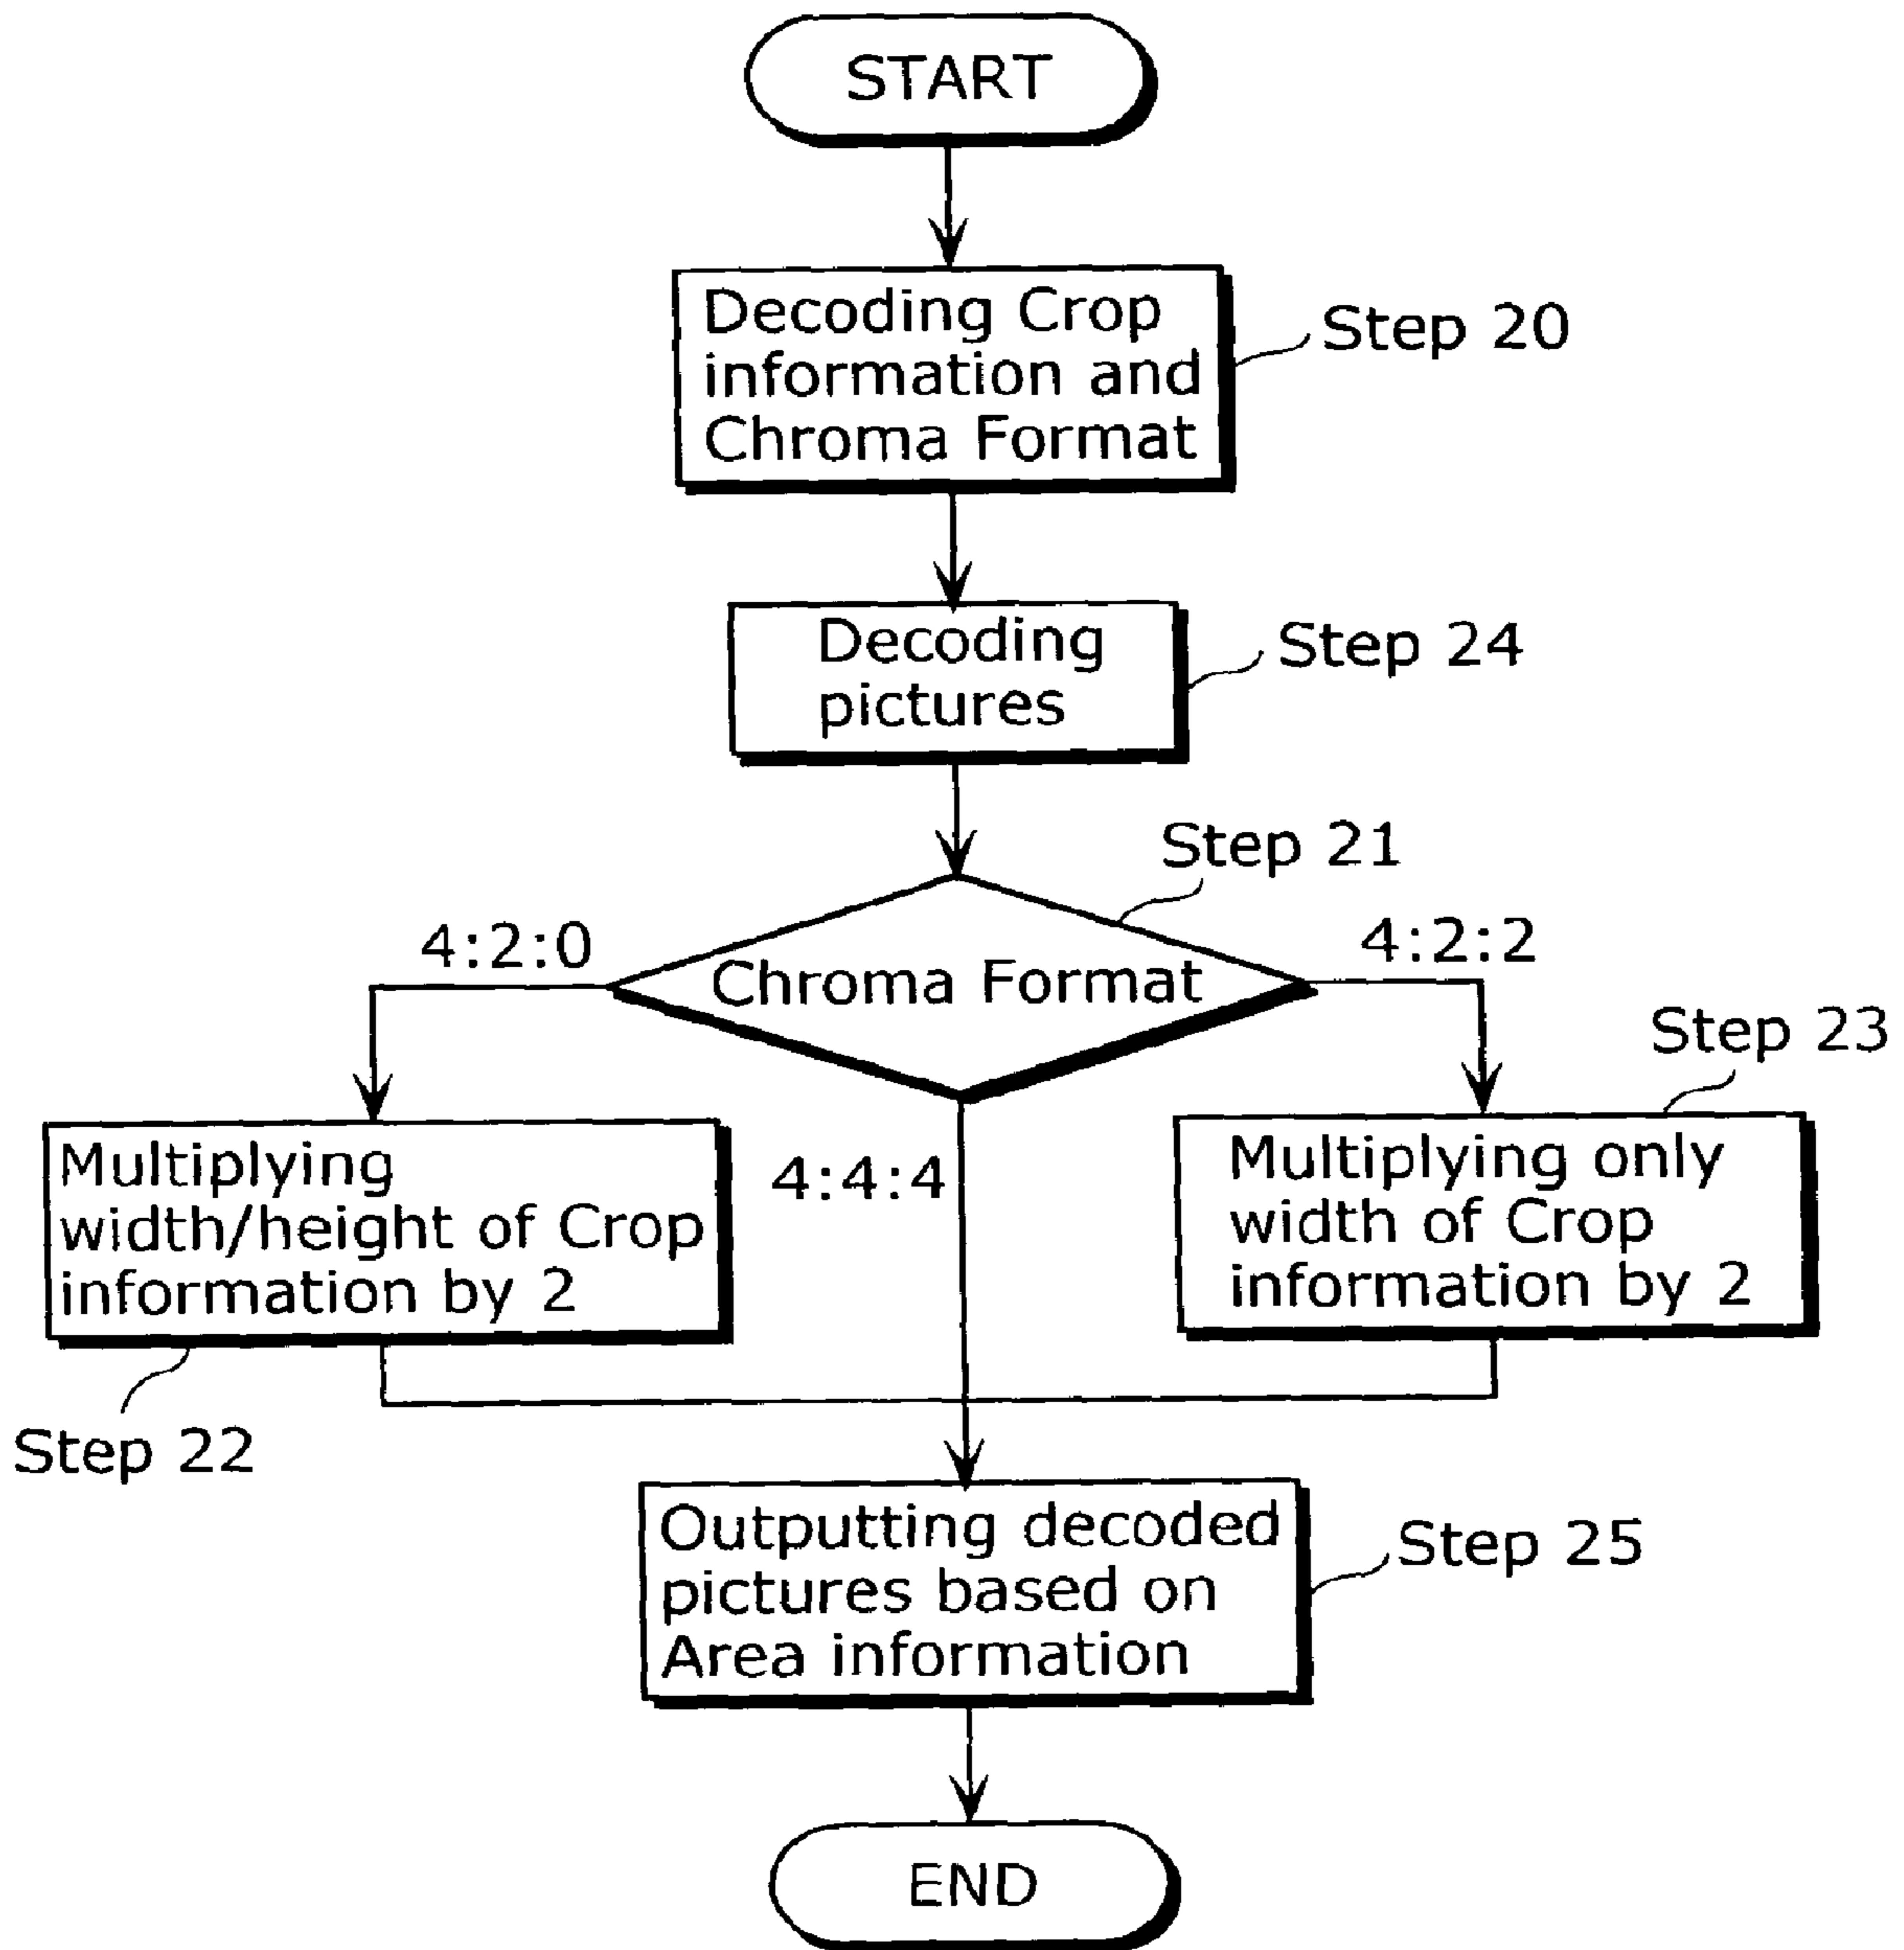 START
Decoding Crop
information and
Chroma Format
Step 20
Decoding
pictures
Step 24
Step 21
4:2:0
Chroma Format
4:2:2
Step 23
Multiplying
width/height of Crop
information by 2
4:4:4
Multiplying only
width of Crop
information by 2
Step 22
Outputting decoded
pictures based on
Area information
Step 25
END